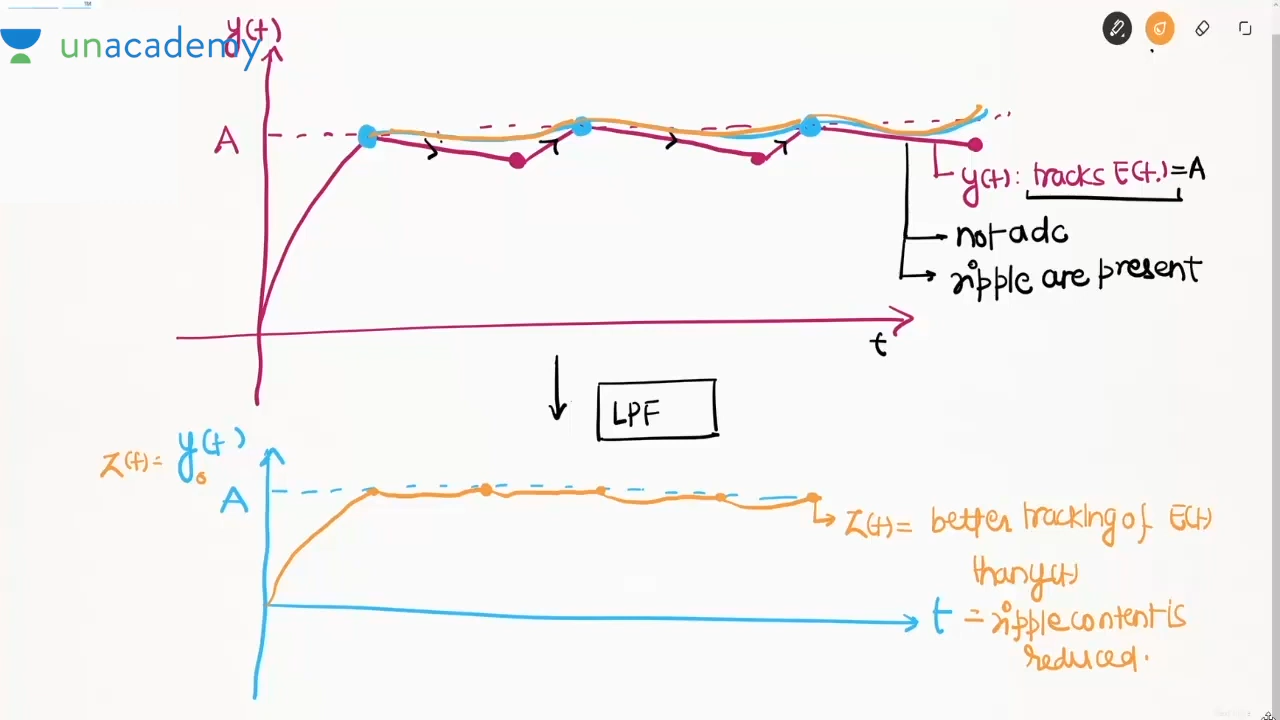 y(t)
unacademy
A
y(t): tracks E(t) = A
not a dc
ripple are present
t
LPF
z(t) = y₀(t)
A
z(t) = better tracking of E(t)
than y(t)
t
= ripple content is
reduced.